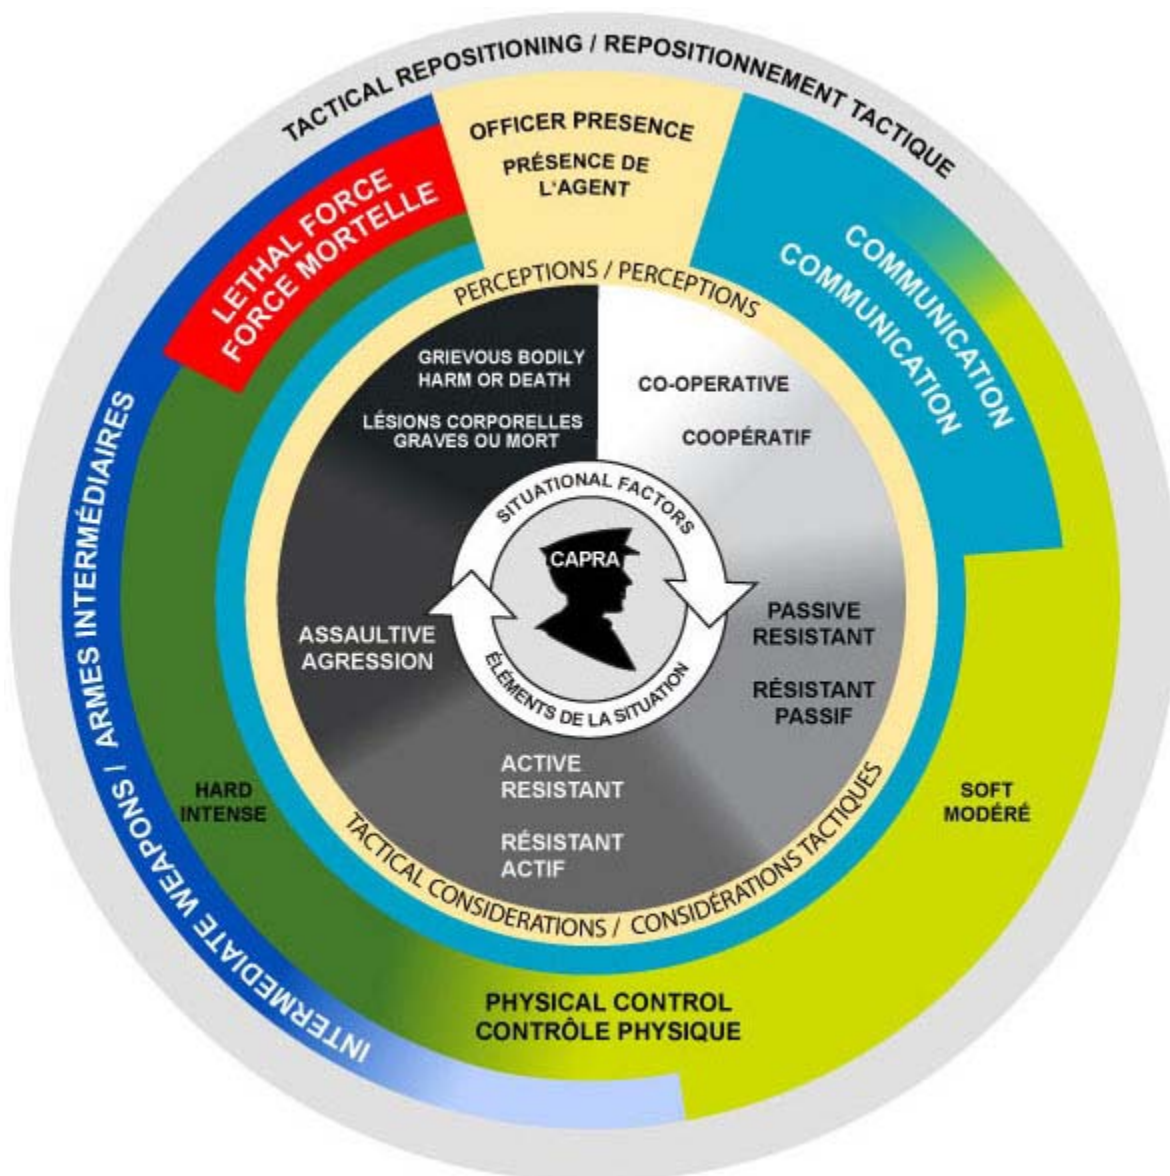 TACTICAL REPOSITIONING / REPOSITIONNEMENT TACTIQUE
OFFICER PRESENCE
PRÉSENCE DE
L'AGENT
COMMUNICATION
COMMUNICATION
LETHAL FORCE
FORCE MORTELLE
PERCEPTIONS / PERCEPTIONS
GRIEVOUS BODILY
HARM OR DEATH
LÉSIONS CORPORELLES
GRAVES OU MORT
CO-OPERATIVE
COOPÉRATIF
SITUATIONAL FACTORS
CAPRA
ÉLÉMENTS DE LA SITUATION
ASSAULTIVE
AGRESSION
PASSIVE
RESISTANT
RÉSISTANT
PASSIF
ACTIVE
RESISTANT
RÉSISTANT
ACTIF
TACTICAL CONSIDERATIONS / CONSIDÉRATIONS TACTIQUES
HARD
INTENSE
SOFT
MODÉRÉ
INTERMEDIATE WEAPONS / ARMES INTERMÉDIAIRES
PHYSICAL CONTROL
CONTRÔLE PHYSIQUE